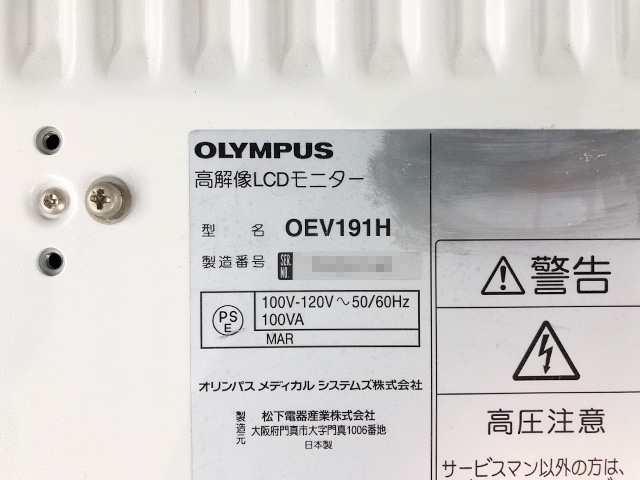 OLYMPUS
高解像LCDモニター
型 名 OEV191H
製造番号 SER. NO.
PSE
100V-120V～50/60Hz
100VA
MAR
オリンパス メディカル システムズ株式会社
製造元
松下電器産業株式会社
大阪府門真市大字門真1006番地
日本製
警告
高圧注意
サービスマン以外の方は、